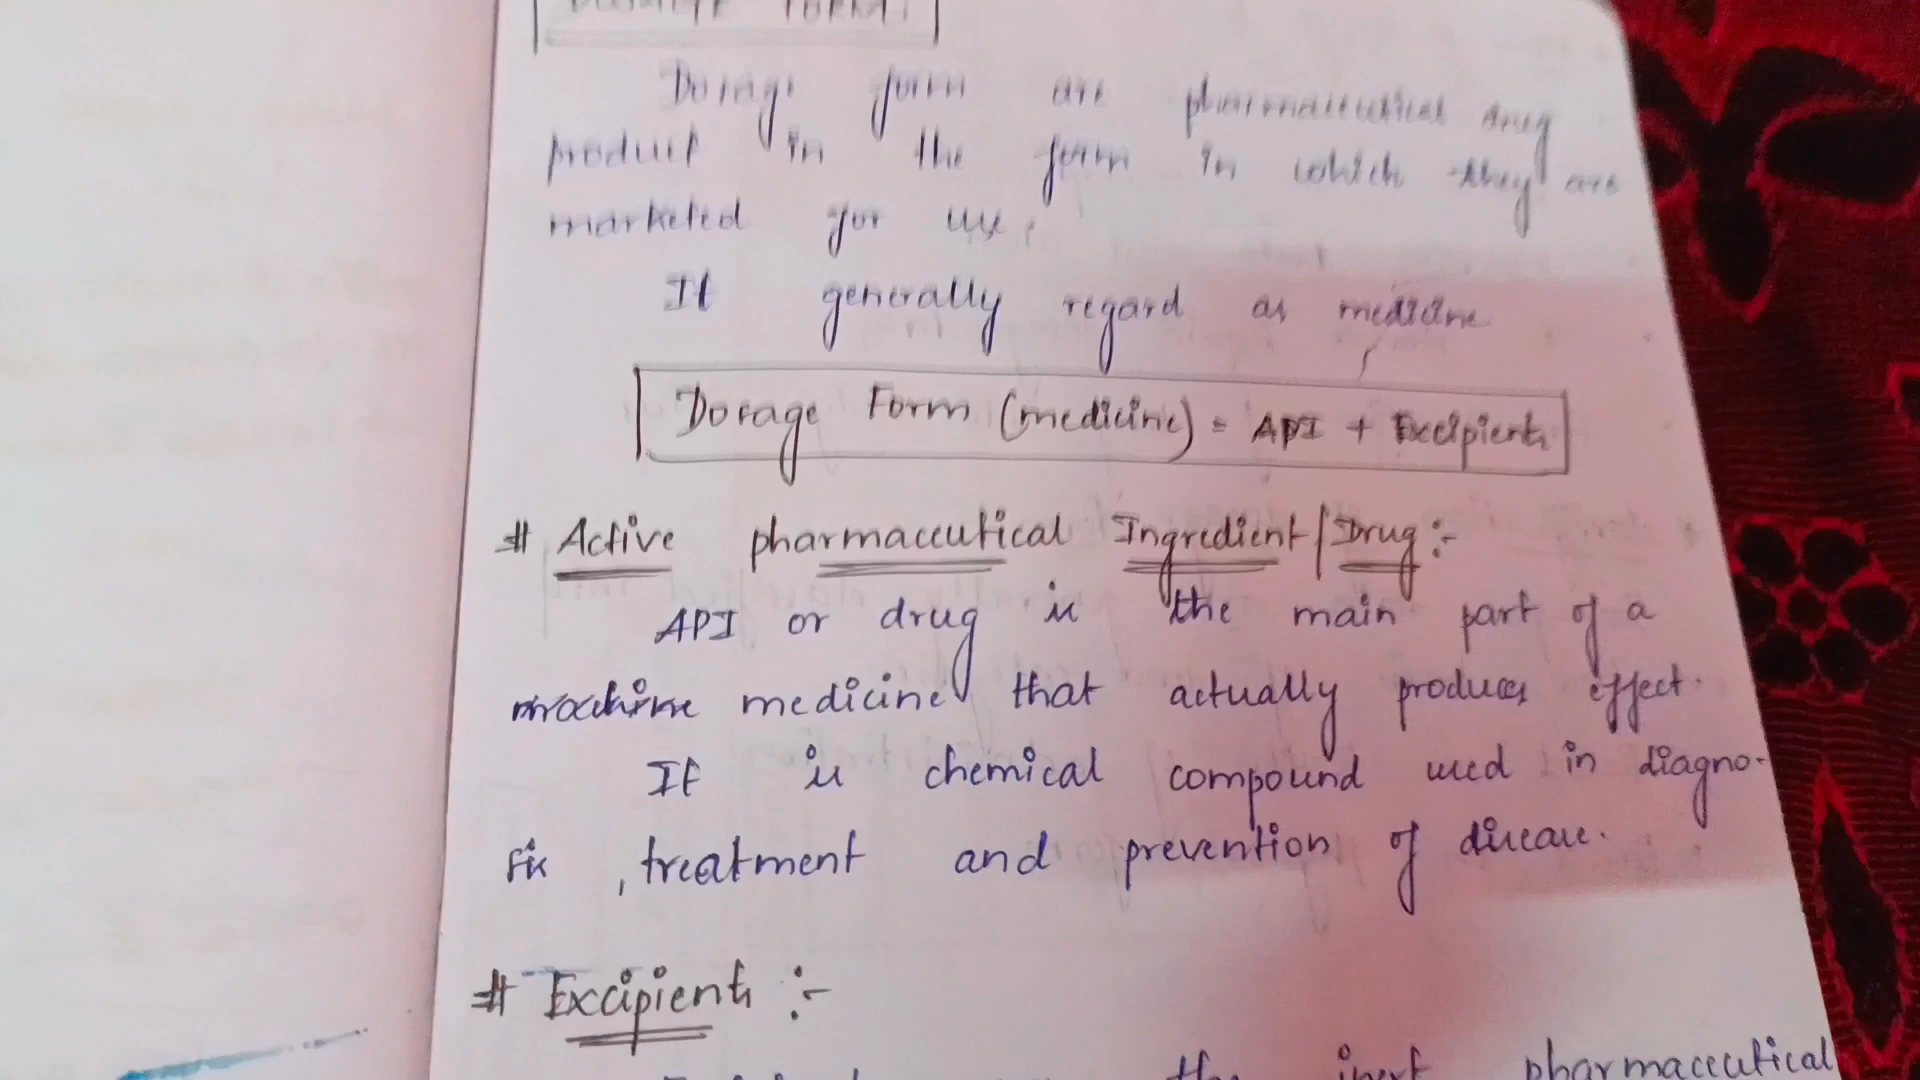 DOSAGE FORM:
Dosage form are pharmaceutical drug
product in the form in which they are
marketed for use.
It generally regard as medicine
Dosage Form (medicine) = API + Excipients
# Active pharmaceutical Ingredient/Drug :-
API or drug is the main part of a
medicine that actually produces effect.
It is chemical compound used in diagno-
sis, treatment and prevention of disease.
# Excipients :-
the inert pharmaceutical